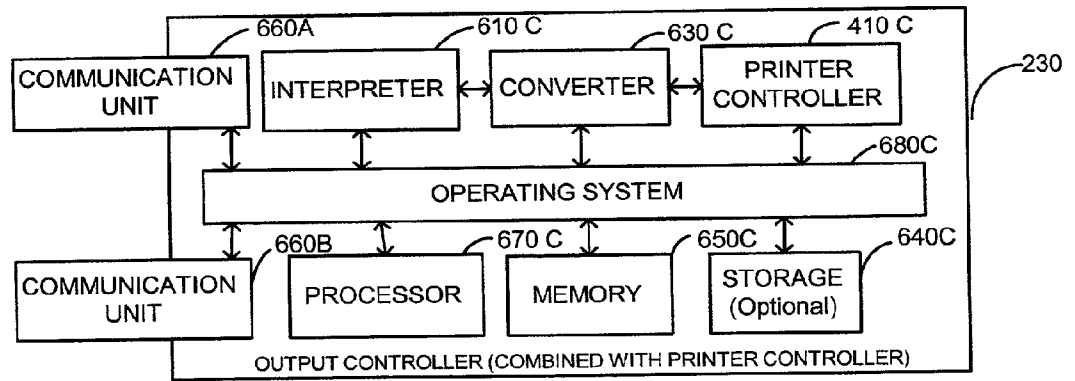 660A 610 C 630 C 410 C
COMMUNICATION UNIT
INTERPRETER
CONVERTER
PRINTER CONTROLLER
230
680C
OPERATING SYSTEM
660B 670 C 650C 640C
COMMUNICATION UNIT
PROCESSOR
MEMORY
STORAGE (Optional)
OUTPUT CONTROLLER (COMBINED WITH PRINTER CONTROLLER)